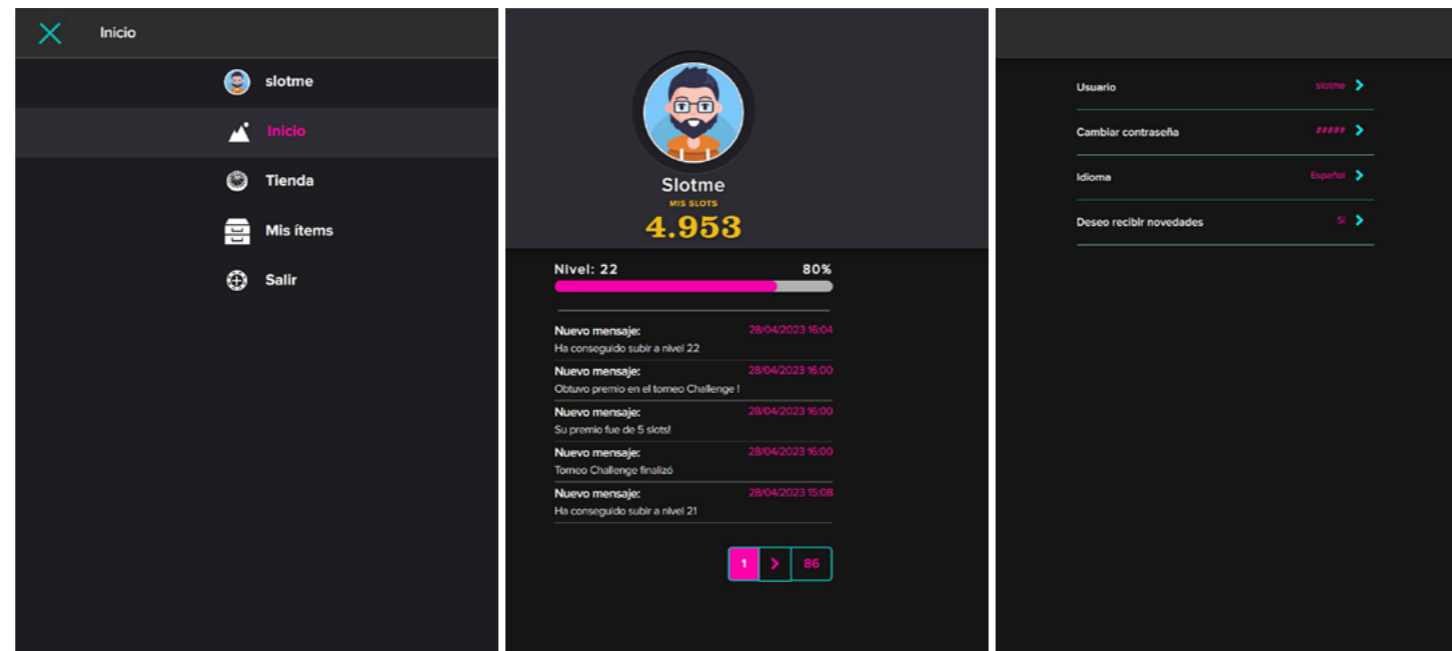 Inicio
slotme
Inicio
Tienda
Mis ítems
Salir
Slotme
MIS SLOTS
4.953
Nivel: 22 80%
Nuevo mensaje: 28/04/2023 16:04
Ha conseguido subir a nivel 22
Nuevo mensaje: 28/04/2023 16:00
Obtuvo premio en el torneo Challenge !
Nuevo mensaje: 28/04/2023 16:00
Su premio fue de 5 slots!
Nuevo mensaje: 28/04/2023 16:00
Torneo Challenge finalizó
Nuevo mensaje: 28/04/2023 15:08
Ha conseguido subir a nivel 21
1 > 86
Usuario slotme >
Cambiar contraseña ##### >
Idioma Español >
Deseo recibir novedades Si >